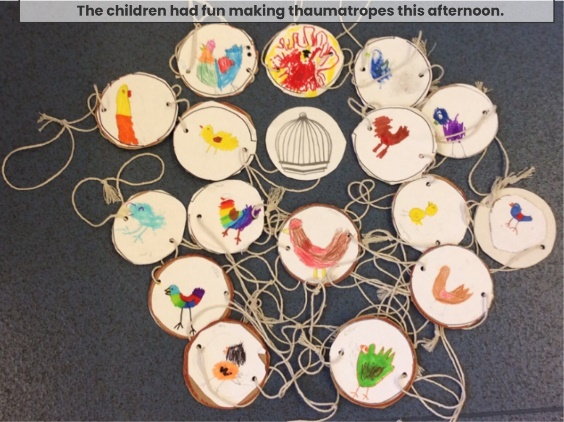 The children had fun making thaumatropes this afternoon.